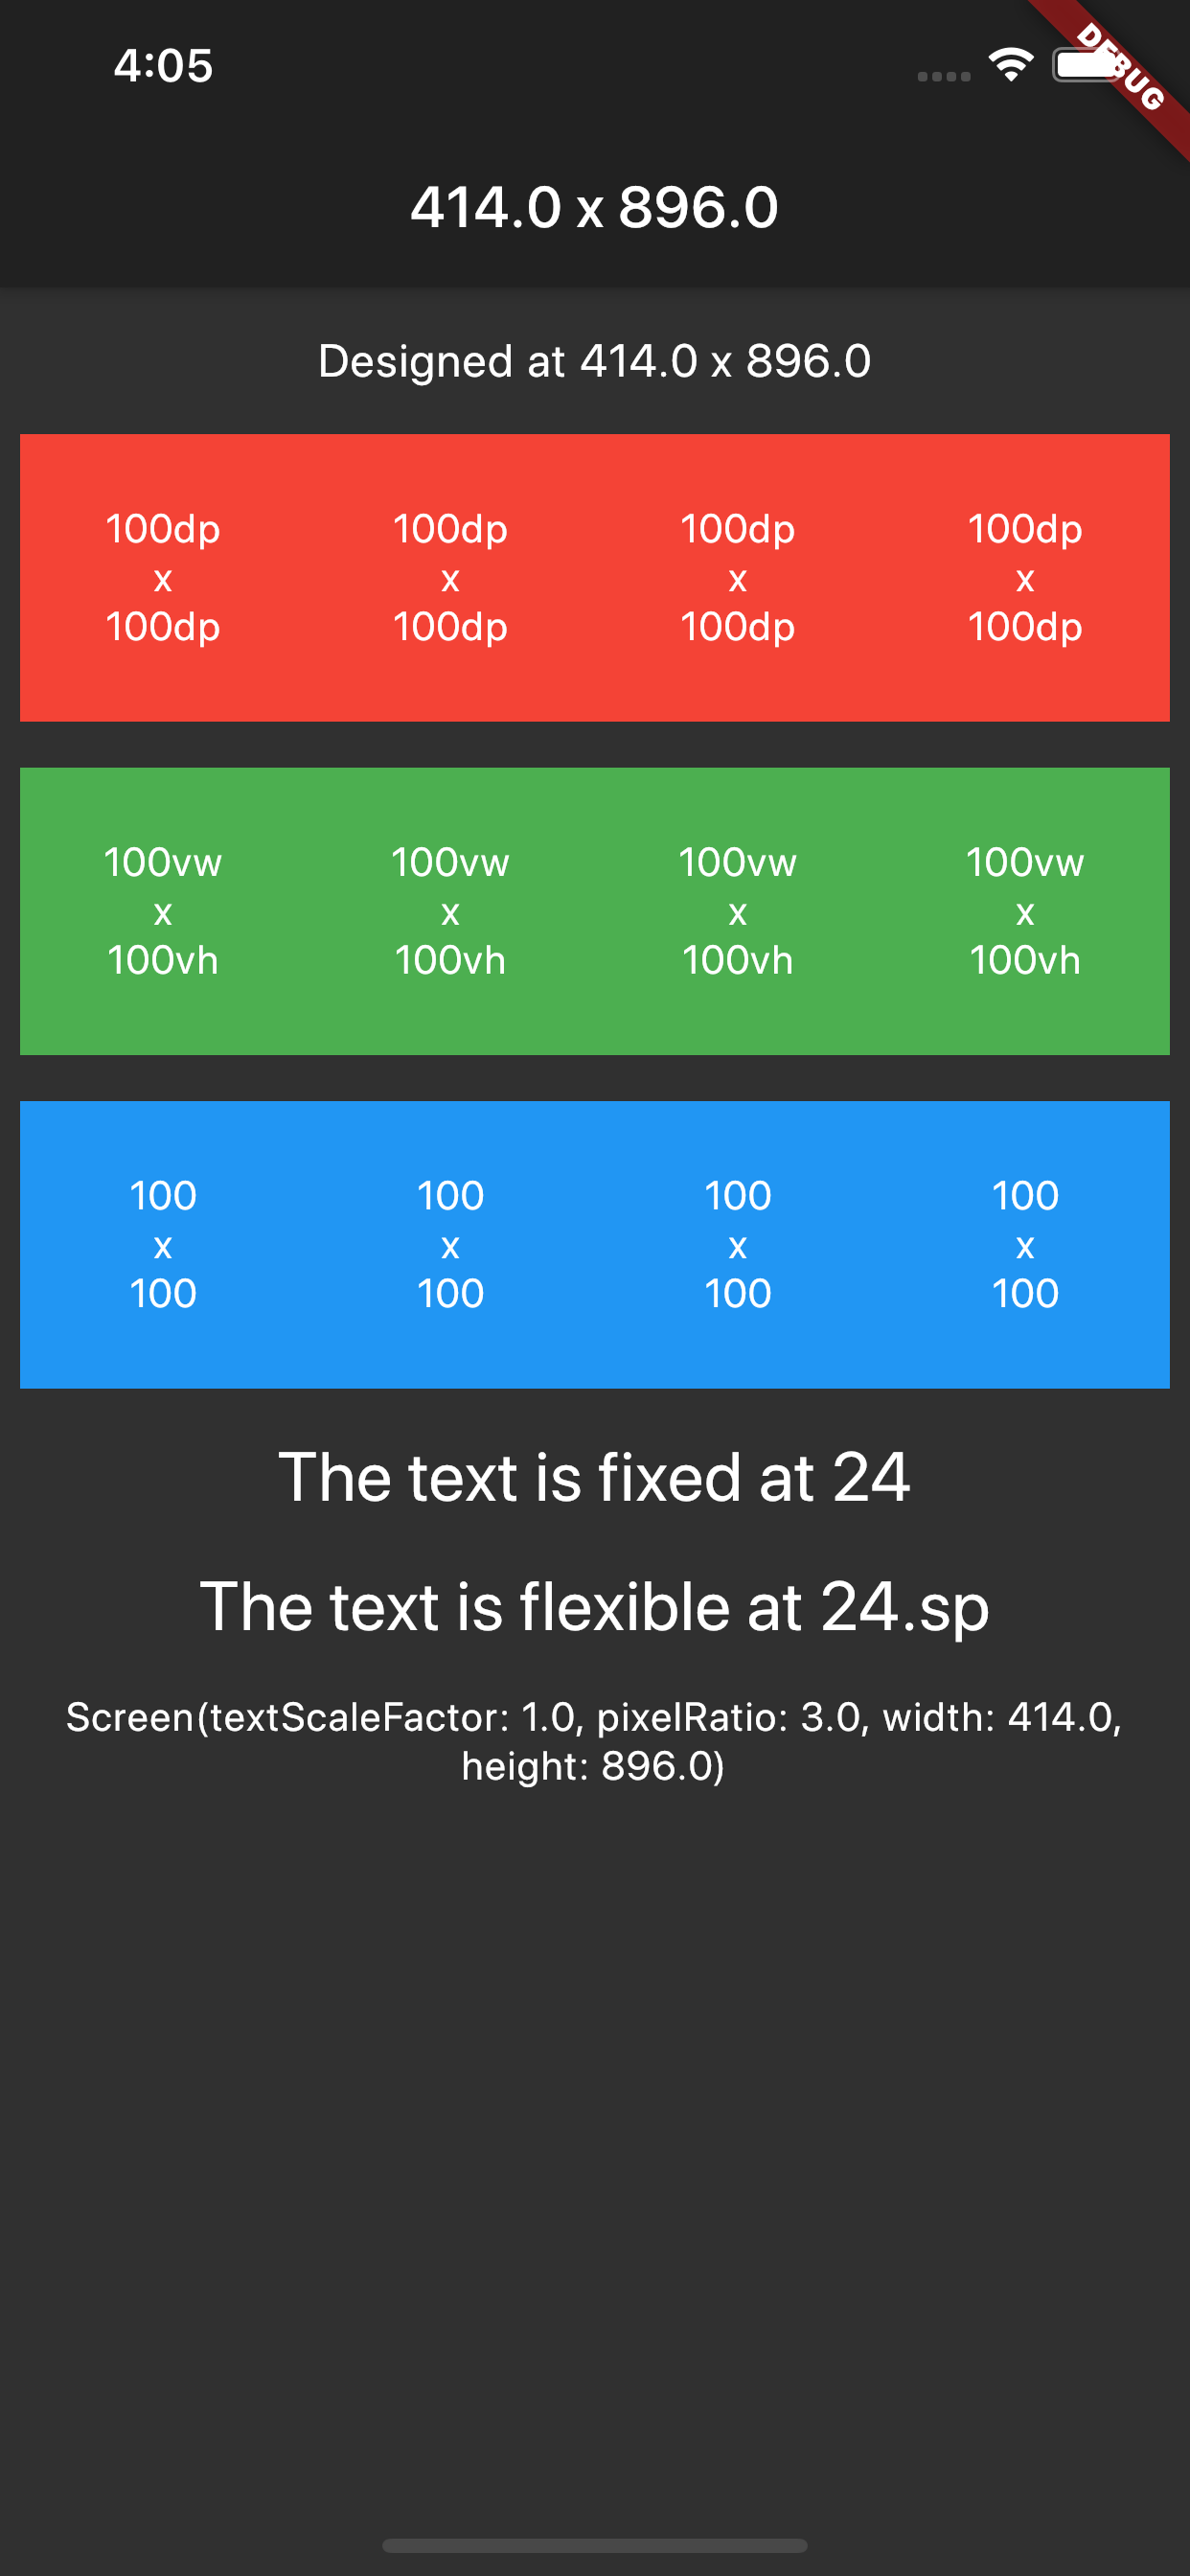 4:05
DEBUG
414.0 x 896.0
Designed at 414.0 x 896.0
100dp 100dp 100dp 100dp
x x x x
100dp 100dp 100dp 100dp
100vw 100vw 100vw 100vw
x x x x
100vh 100vh 100vh 100vh
100 100 100 100
x x x x
100 100 100 100
The text is fixed at 24
The text is flexible at 24.sp
Screen(textScaleFactor: 1.0, pixelRatio: 3.0, width: 414.0,
height: 896.0)